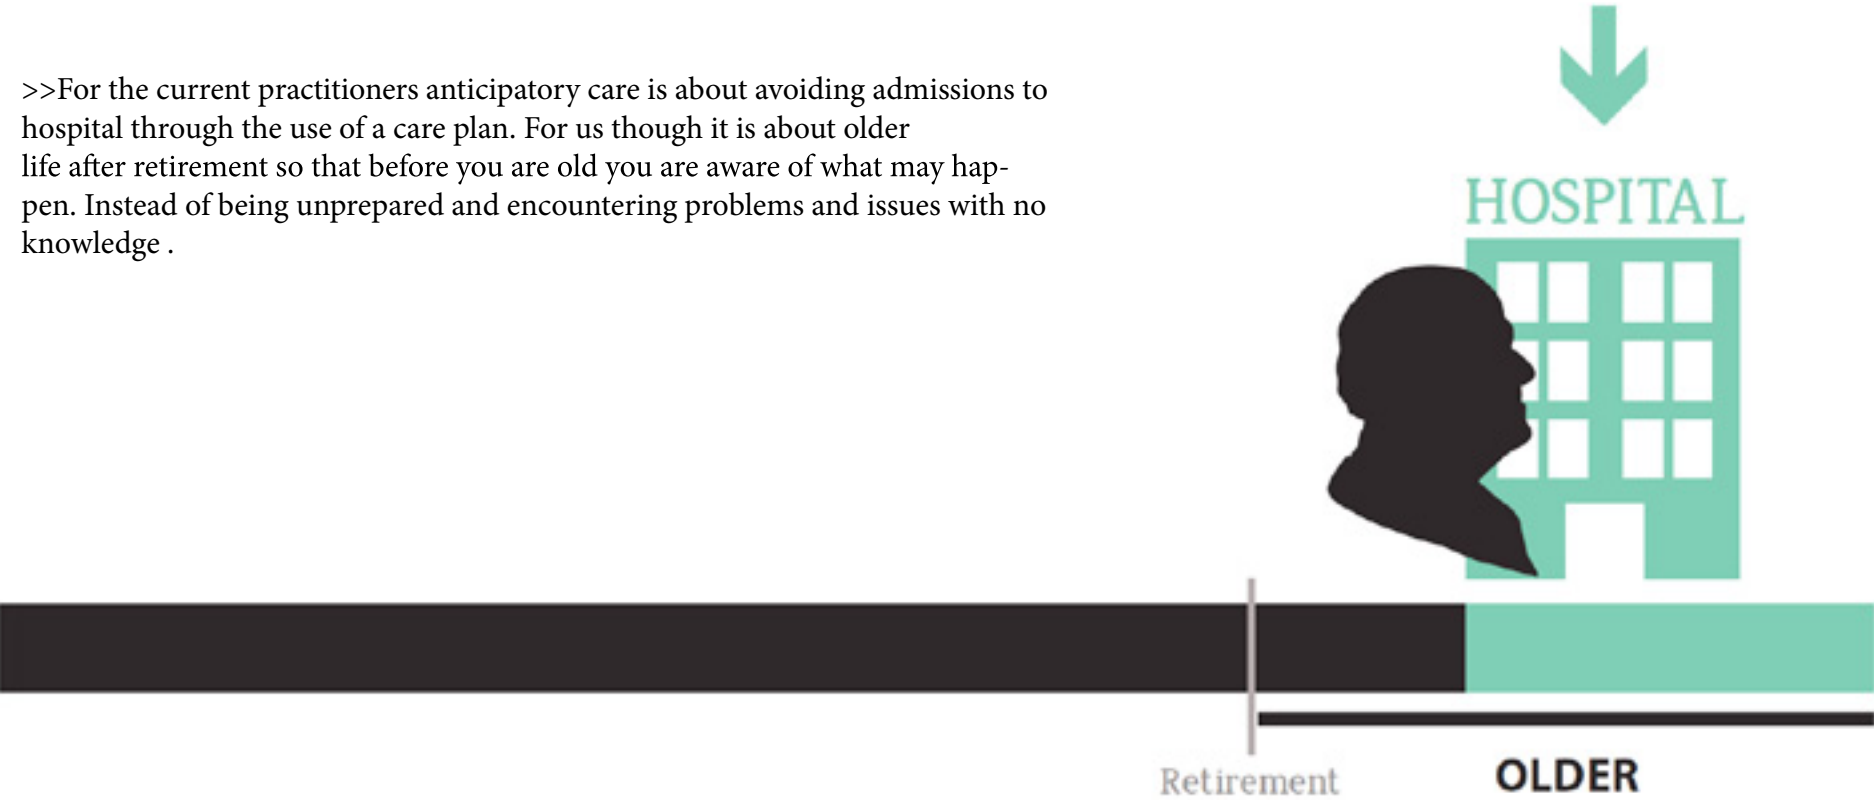 >>For the current practitioners anticipatory care is about avoiding admissions to
hospital through the use of a care plan. For us though it is about older
life after retirement so that before you are old you are aware of what may hap-
pen. Instead of being unprepared and encountering problems and issues with no
knowledge .
HOSPITAL
Retirement
OLDER